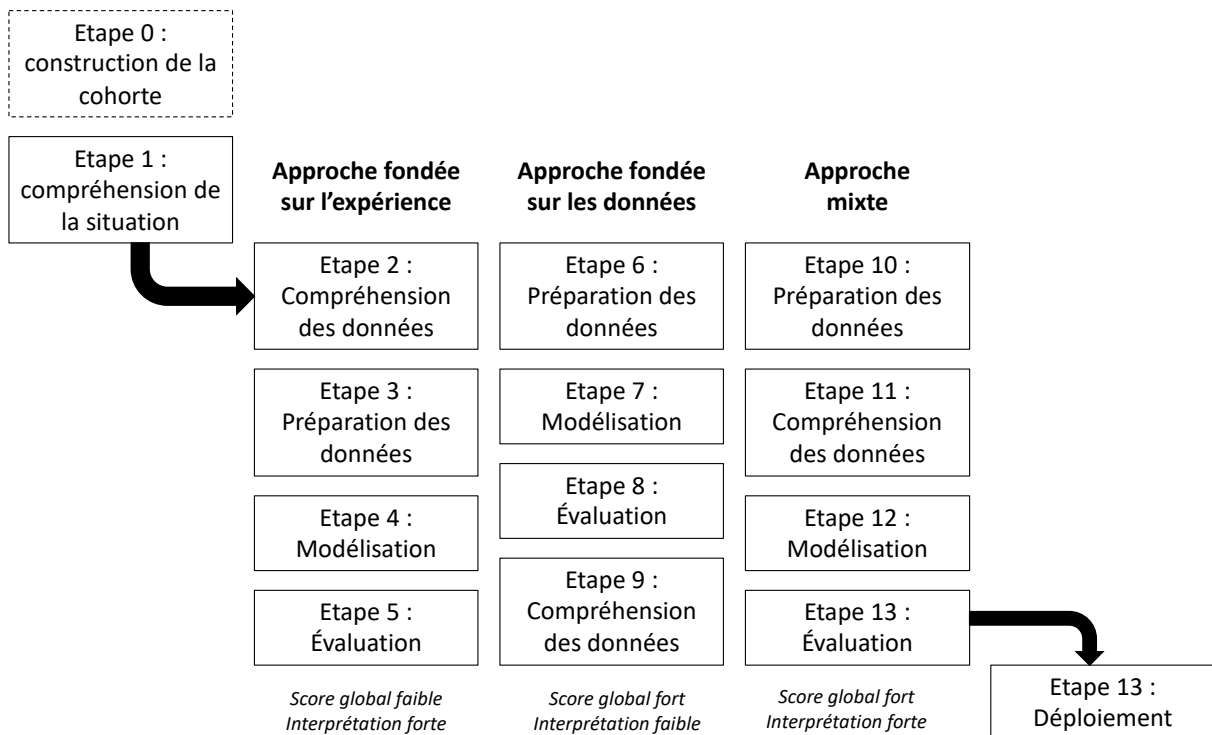 Etape 0 :
construction de la
cohorte
Etape 1 :
compréhension de
la situation
Approche fondée
sur l'expérience
Etape 2 :
Compréhension
des données
Etape 3 :
Préparation des
données
Etape 4 :
Modélisation
Etape 5 :
Évaluation
Score global faible
Interprétation forte
Approche fondée
sur les données
Etape 6 :
Préparation des
données
Etape 7 :
Modélisation
Etape 8 :
Évaluation
Etape 9 :
Compréhension
des données
Score global fort
Interprétation faible
Approche
mixte
Etape 10 :
Préparation des
données
Etape 11 :
Compréhension
des données
Etape 12 :
Modélisation
Etape 13 :
Évaluation
Score global fort
Interprétation forte
Etape 13 :
Déploiement